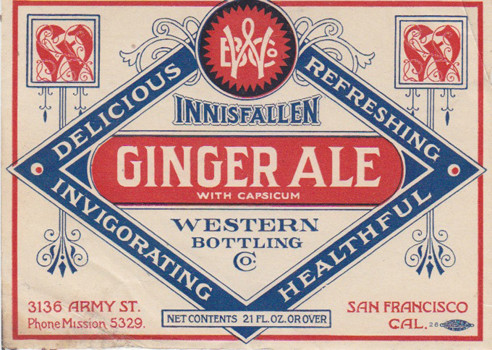 DELICIOUS
REFRESHING
INNISFALLEN
GINGER ALE
WITH CAPSICUM
INVIGORATING
HEALTHFUL
WESTERN
BOTTLING
Co.
3136 ARMY ST.
Phone Mission 5329.
NET CONTENTS 21 FL. OZ. OR OVER
SAN FRANCISCO
CAL.